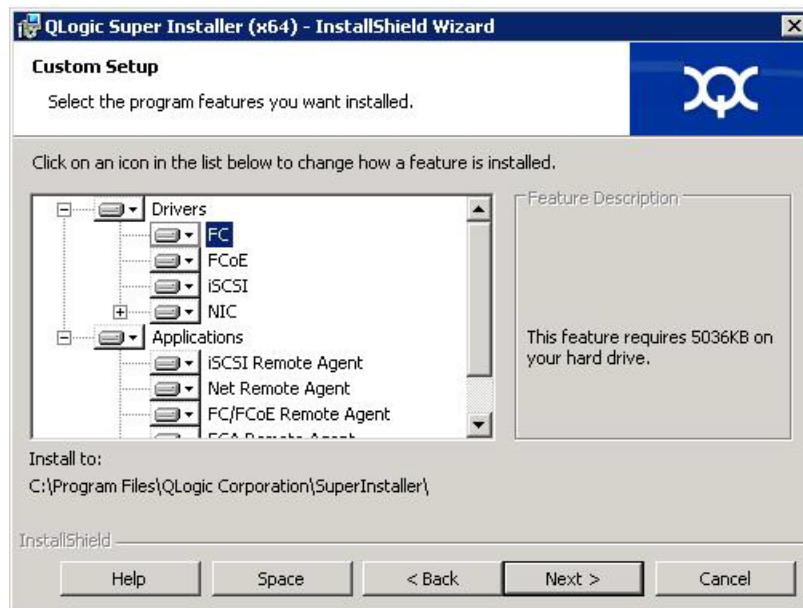 QLogic Super Installer (x64) - InstallShield Wizard
Custom Setup
Select the program features you want installed.
Click on an icon in the list below to change how a feature is installed.
Drivers
FC
FCoE
iSCSI
NIC
Applications
iSCSI Remote Agent
Net Remote Agent
FC/FCoE Remote Agent
Feature Description
This feature requires 5036KB on
your hard drive.
Install to:
C:\Program Files\QLogic Corporation\SuperInstaller\
InstallShield
Help
Space
< Back
Next >
Cancel